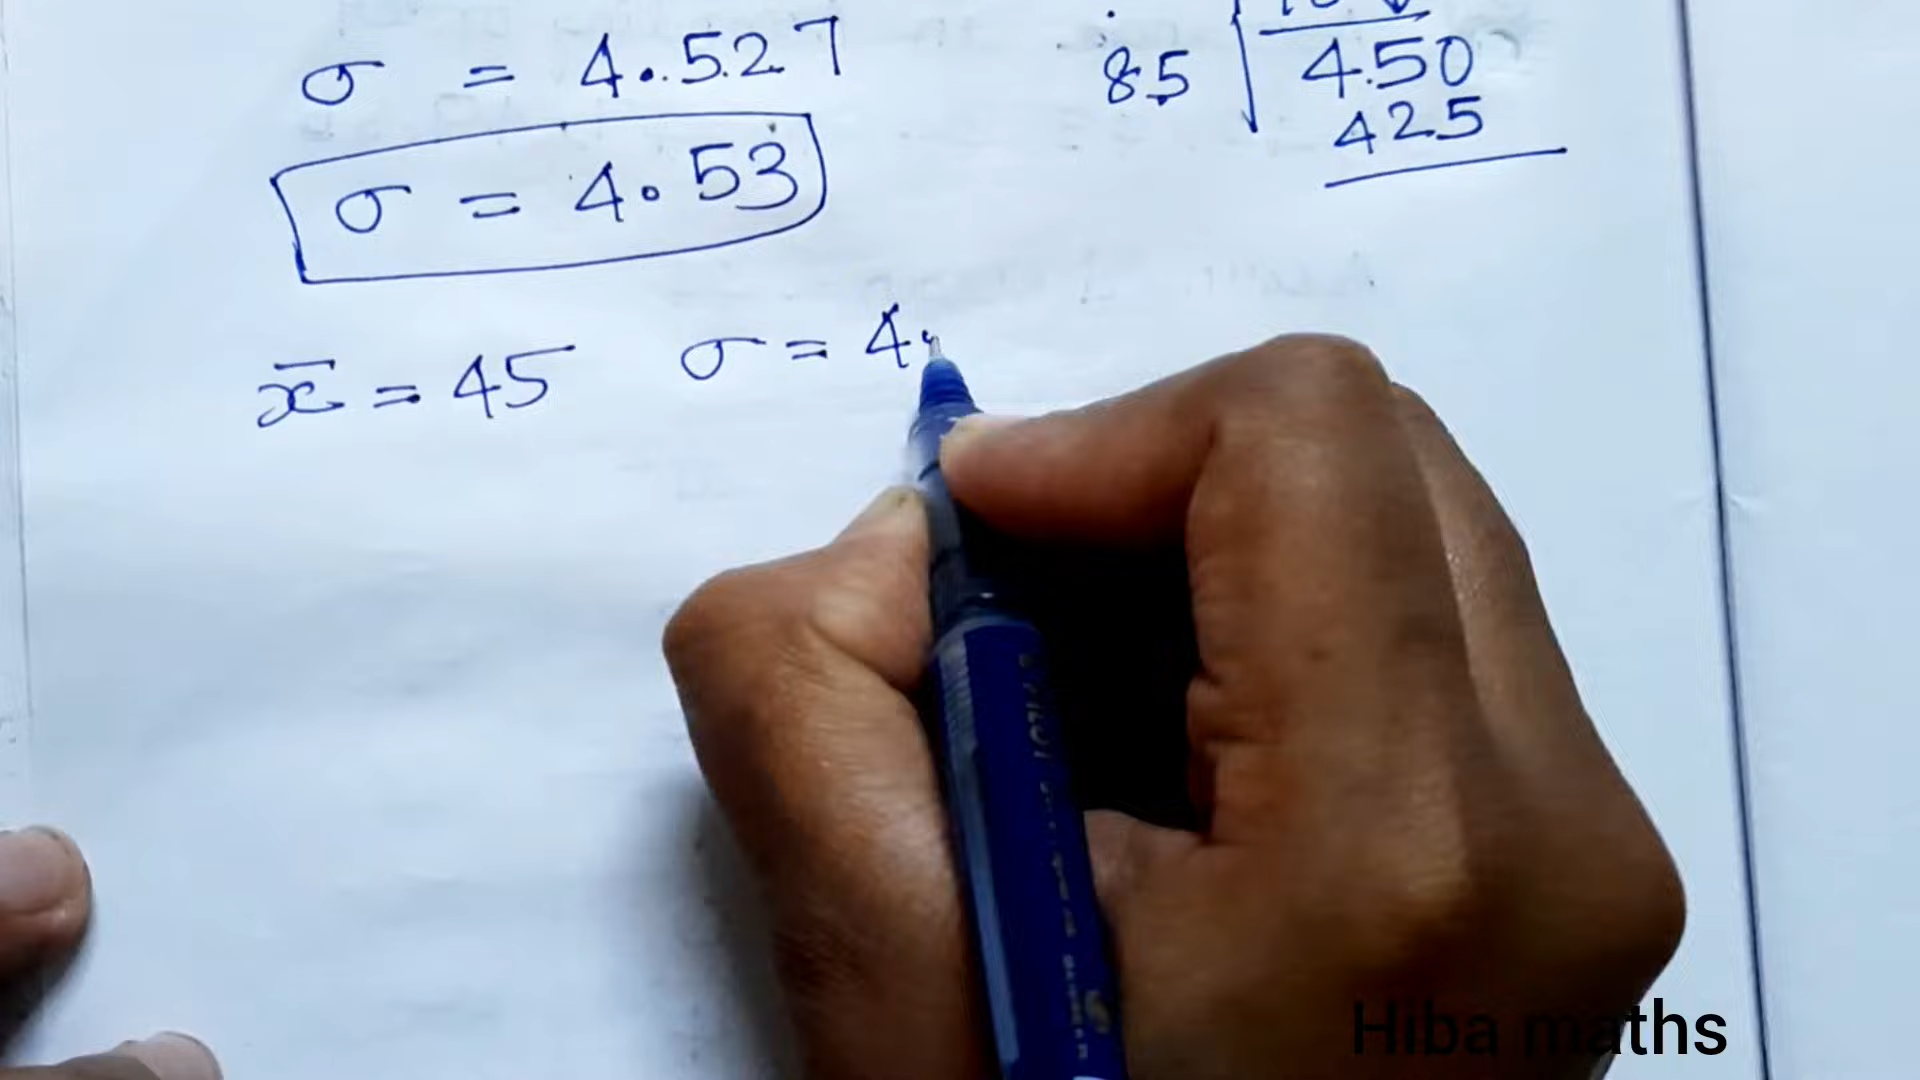 σ = 4.527
σ = 4.53
85 √ 450
425
x̄ = 45 σ = 4.
Hiba maths